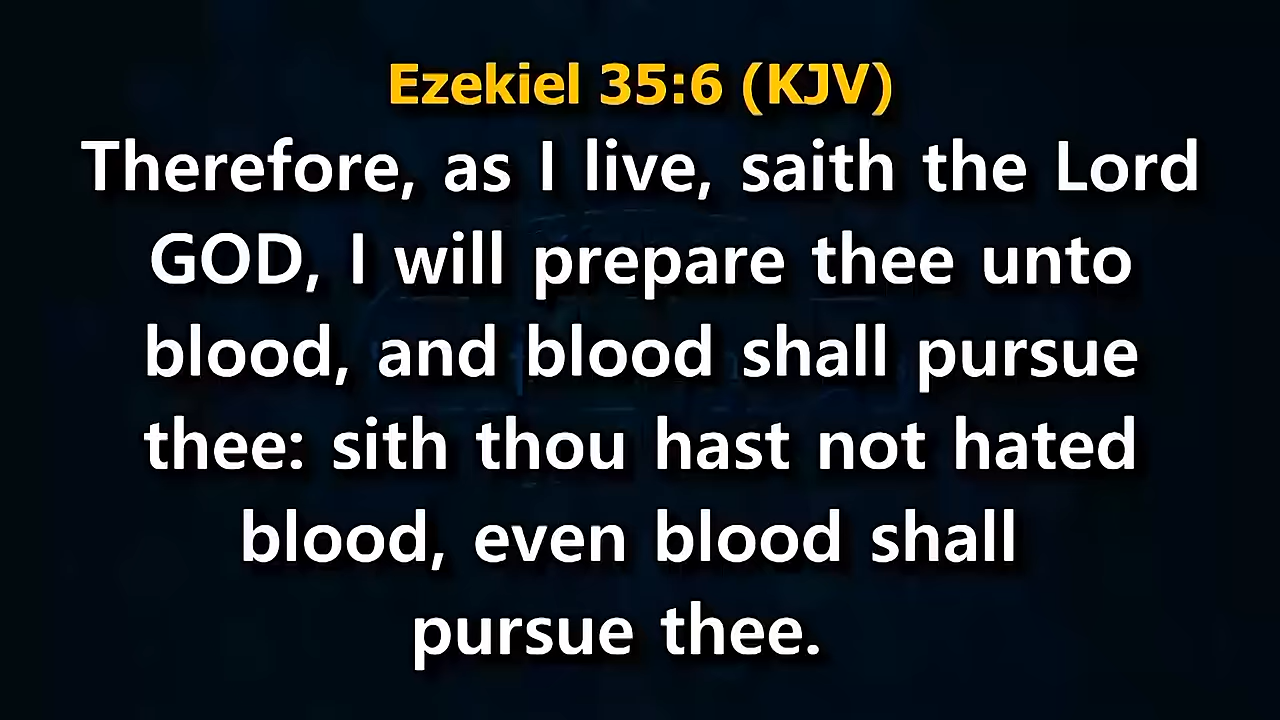 Ezekiel 35:6 (KJV)
Therefore, as I live, saith the Lord
GOD, I will prepare thee unto
blood, and blood shall pursue
thee: sith thou hast not hated
blood, even blood shall
pursue thee.